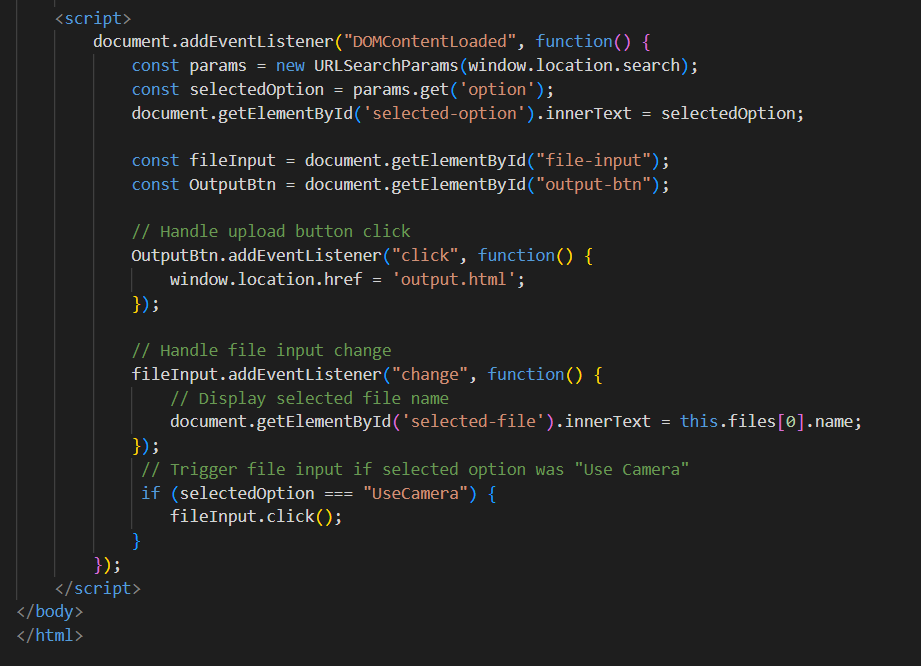 <script>
document.addEventListener("DOMContentLoaded", function() {
const params = new URLSearchParams(window.location.search);
const selectedOption = params.get('option');
document.getElementById('selected-option').innerText = selectedOption;
const fileInput = document.getElementById("file-input");
const OutputBtn = document.getElementById("output-btn");
// Handle upload button click
OutputBtn.addEventListener("click", function() {
window.location.href = 'output.html';
});
// Handle file input change
fileInput.addEventListener("change", function() {
// Display selected file name
document.getElementById('selected-file').innerText = this.files[0].name;
});
// Trigger file input if selected option was "Use Camera"
if (selectedOption === "UseCamera") {
fileInput.click();
}
});
</script>
</body>
</html>